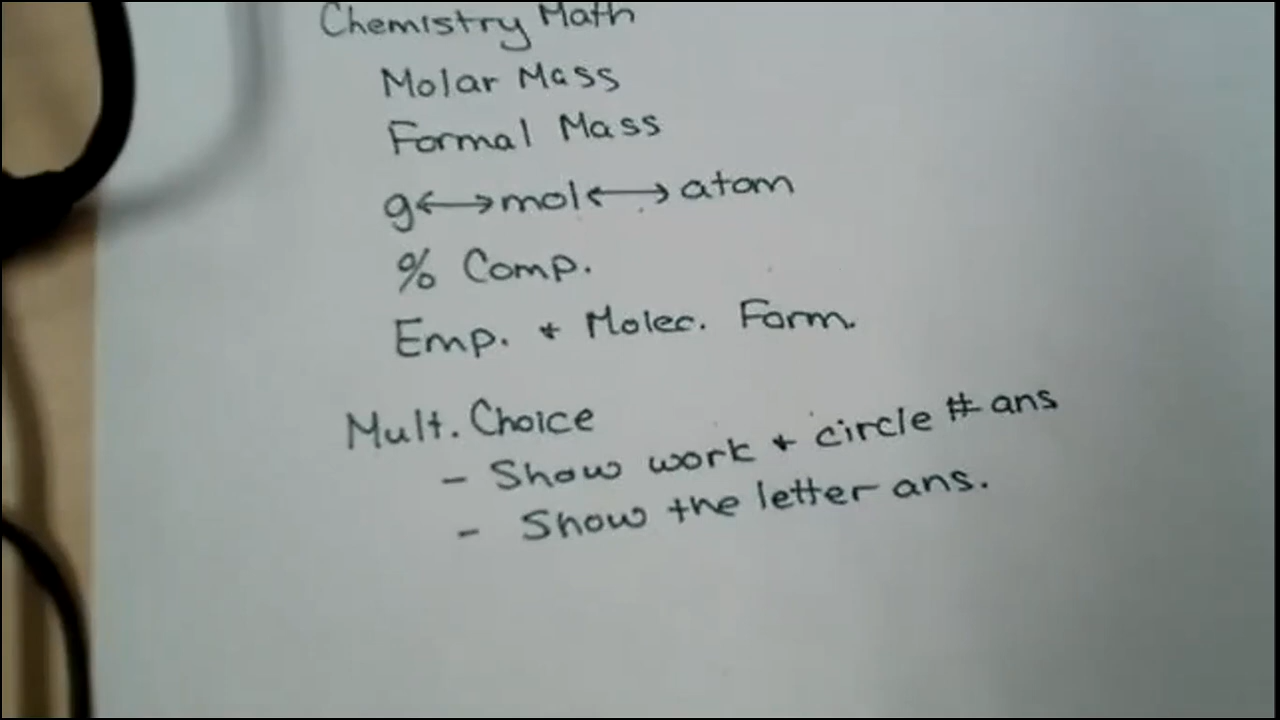 Chemistry Math
Molar Mass
Formal Mass
g↔mol↔atom
% Comp.
Emp. + Molec. Form.
Mult. Choice
- Show work + circle # ans
- Show the letter ans.